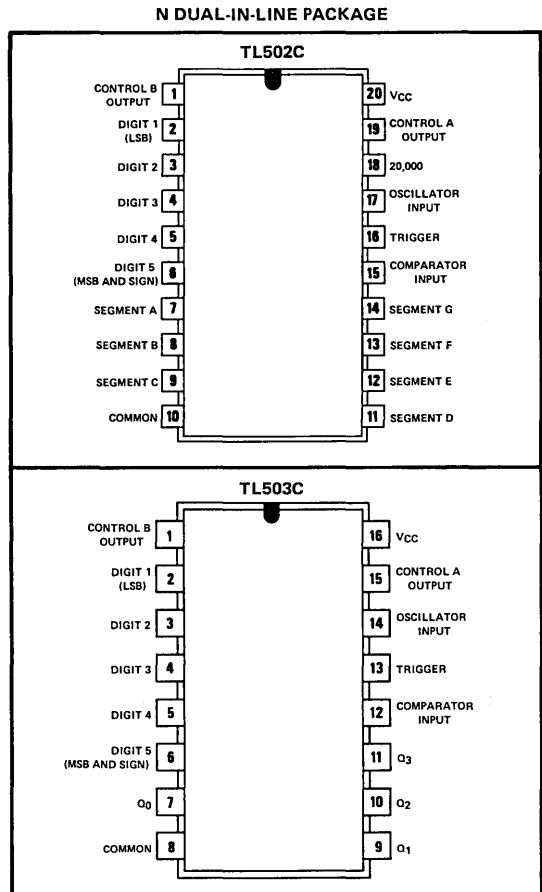 N DUAL-IN-LINE PACKAGE
TL502C
CONTROL B
OUTPUT
1
20
VCC
DIGIT 1
(LSB)
2
19
CONTROL A
OUTPUT
DIGIT 2
3
18
20,000
DIGIT 3
4
17
OSCILLATOR
INPUT
DIGIT 4
5
16
TRIGGER
DIGIT 5
(MSB AND SIGN)
6
15
COMPARATOR
INPUT
SEGMENT A
7
14
SEGMENT G
SEGMENT B
8
13
SEGMENT F
SEGMENT C
9
12
SEGMENT E
COMMON
10
11
SEGMENT D
TL503C
CONTROL B
OUTPUT
1
16
VCC
DIGIT 1
(LSB)
2
15
CONTROL A
OUTPUT
DIGIT 2
3
14
OSCILLATOR
INPUT
DIGIT 3
4
13
TRIGGER
DIGIT 4
5
12
COMPARATOR
INPUT
DIGIT 5
(MSB AND SIGN)
6
11
Q3
Q0
7
10
Q2
COMMON
8
9
Q1